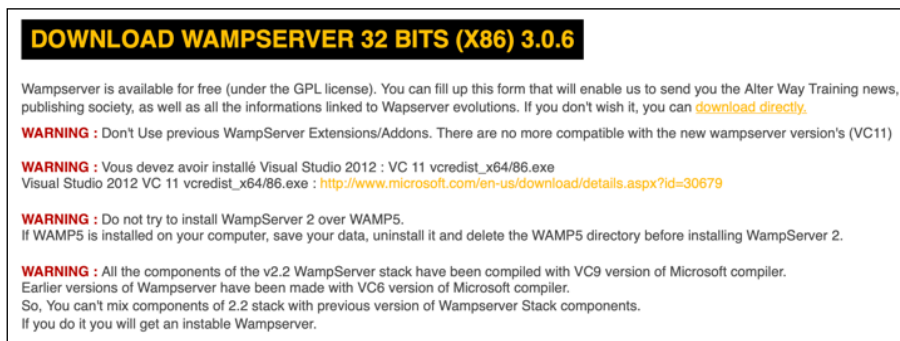 DOWNLOAD WAMPSERVER 32 BITS (X86) 3.0.6
Wampserver is available for free (under the GPL license). You can fill up this form that will enable us to send you the Alter Way Training news,
publishing society, as well as all the informations linked to Wapserver evolutions. If you don't wish it, you can download directly.
WARNING : Don't Use previous WampServer Extensions/Addons. There are no more compatible with the new wampserver version's (VC11)
WARNING : Vous devez avoir installé Visual Studio 2012 : VC 11 vcredist_x64/86.exe
Visual Studio 2012 VC 11 vcredist_x64/86.exe : http://www.microsoft.com/en-us/download/details.aspx?id=30679
WARNING : Do not try to install WampServer 2 over WAMP5.
If WAMP5 is installed on your computer, save your data, uninstall it and delete the WAMP5 directory before installing WampServer 2.
WARNING : All the components of the v2.2 WampServer stack have been compiled with VC9 version of Microsoft compiler.
Earlier versions of Wampserver have been made with VC6 version of Microsoft compiler.
So, You can't mix components of 2.2 stack with previous version of Wampserver Stack components.
If you do it you will get an instable Wampserver.